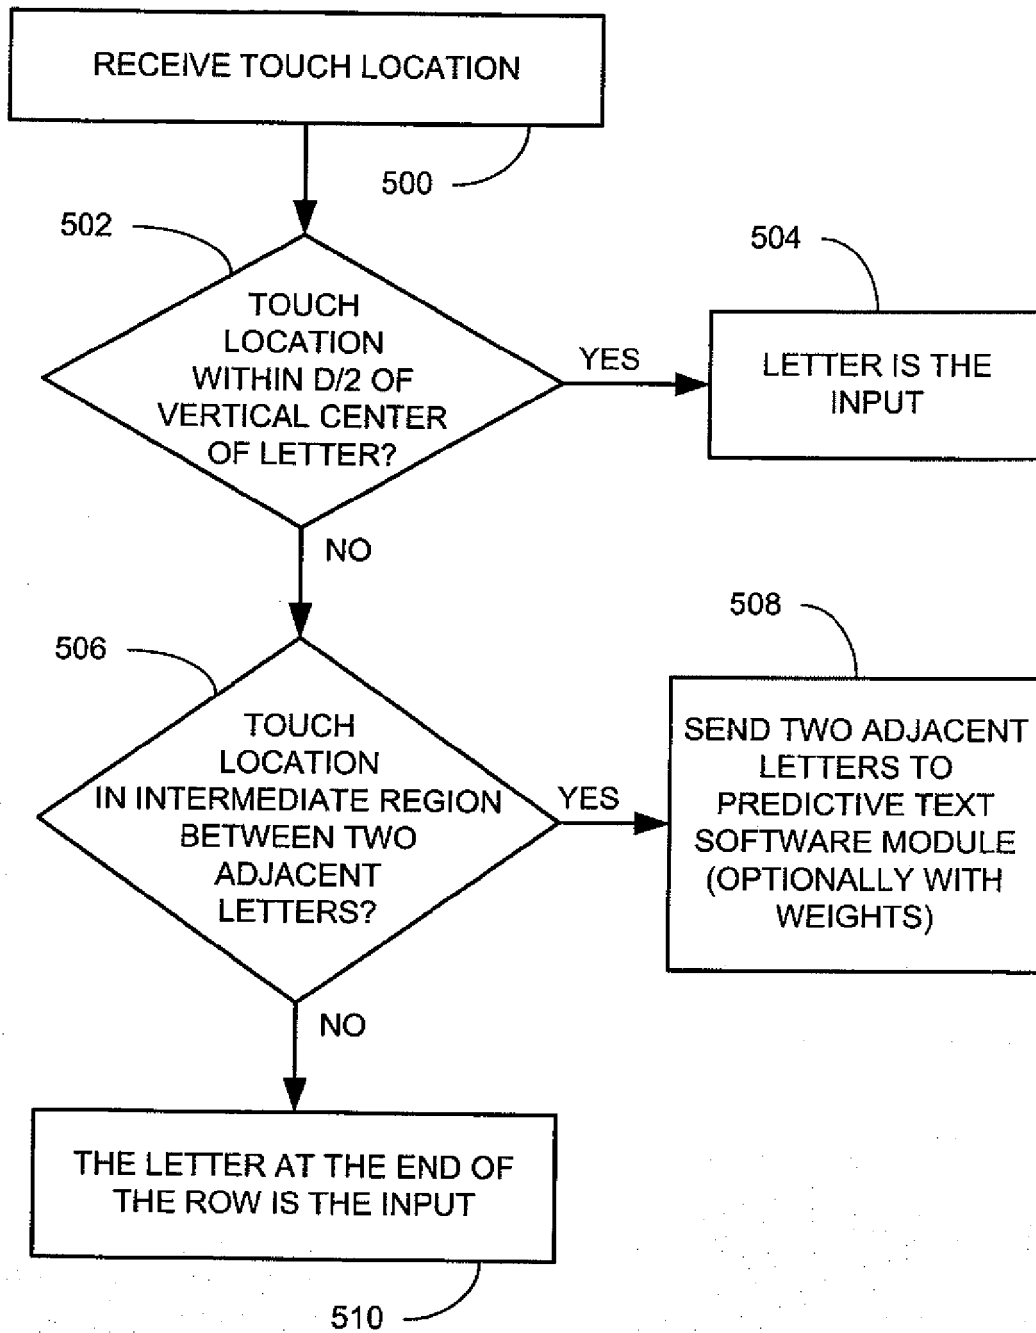 RECEIVE TOUCH LOCATION
500
502
TOUCH
LOCATION
WITHIN D/2 OF
VERTICAL CENTER
OF LETTER?
YES
504
LETTER IS THE
INPUT
NO
506
TOUCH
LOCATION
IN INTERMEDIATE REGION
BETWEEN TWO
ADJACENT
LETTERS?
YES
508
SEND TWO ADJACENT
LETTERS TO
PREDICTIVE TEXT
SOFTWARE MODULE
(OPTIONALLY WITH
WEIGHTS)
NO
THE LETTER AT THE END OF
THE ROW IS THE INPUT
510